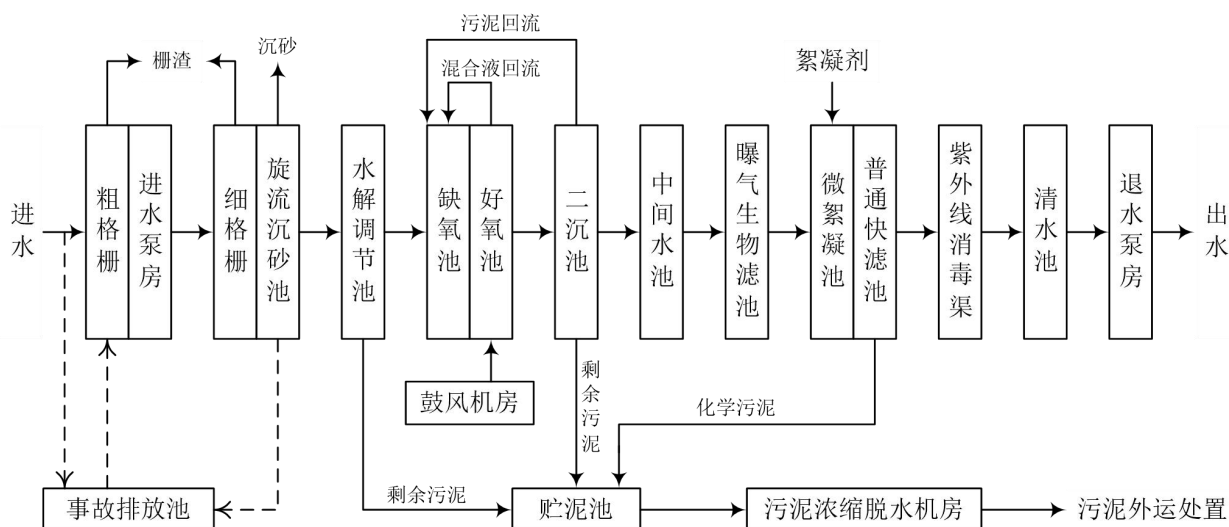 污泥回流
沉砂
栅渣
混合液回流
絮凝剂
进水
粗格栅
进水泵房
细格栅
旋流沉砂池
水解调节池
缺氧池
好氧池
二沉池
中间水池
曝气生物滤池
微絮凝池
普通快滤池
紫外线消毒渠
清水池
退水泵房
出水
鼓风机房
剩余污泥
化学污泥
事故排放池
剩余污泥
贮泥池
污泥浓缩脱水机房
污泥外运处置